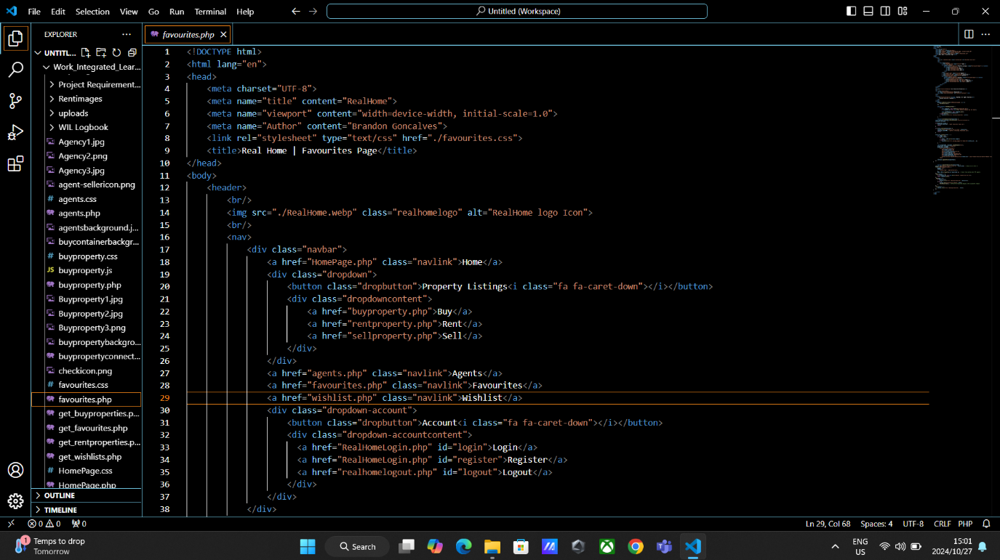 File Edit Selection View Go Run Terminal Help
Untitled (Workspace)
EXPLORER
UNTITL...
Work_Integrated_Lear...
Project Requirement...
Rentimages
uploads
WIL Logbook
Agency1.jpg
Agency2.png
Agency3.jpg
agent-sellericon.png
# agents.css
agents.php
agentsbackground.j...
buycontainerbackgr...
# buyproperty.css
JS buyproperty.js
buyproperty.php
Buyproperty1.jpg
Buyproperty2.jpg
Buyproperty3.png
buypropertybackgro...
buypropertyconnect...
checkicon.png
# favourites.css
favourites.php
get_buyproperties.p...
get_favourites.php
get_rentproperties.p...
get_wishlists.php
# HomePage.css
HomePage.php
OUTLINE
TIMELINE
favourites.php
1 <!DOCTYPE html>
2 <html lang="en">
3 <head>
4 <meta charset="UTF-8">
5 <meta name="title" content="RealHome">
6 <meta name="viewport" content="width=device-width, initial-scale=1.0">
7 <meta name="Author" content="Brandon Goncalves">
8 <link rel="stylesheet" type="text/css" href="./favourites.css">
9 <title>Real Home | Favourites Page</title>
10 </head>
11 <body>
12 <header>
13 <br/>
14 <img src="./RealHome.webp" class="realhomelogo" alt="RealHome logo Icon">
15 <br/>
16 <nav>
17 <div class="navbar">
18 <a href="HomePage.php" class="navlink">Home</a>
19 <div class="dropdown">
20 <button class="dropbutton">Property Listings<i class="fa fa-caret-down"></i></button>
21 <div class="dropdowncontent">
22 <a href="buyproperty.php">Buy</a>
23 <a href="rentproperty.php">Rent</a>
24 <a href="sellproperty.php">Sell</a>
25 </div>
26 </div>
27 <a href="agents.php" class="navlink">Agents</a>
28 <a href="favourites.php" class="navlink">Favourites</a>
29 <a href="wishlist.php" class="navlink">Wishlist</a>
30 <div class="dropdown-account">
31 <button class="dropbutton">Account<i class="fa fa-caret-down"></i></button>
32 <div class="dropdown-accountcontent">
33 <a href="RealHomeLogin.php" id="login">Login</a>
34 <a href="RealHomeLogin.php" id="register">Register</a>
35 <a href="realhomelogout.php" id="logout">Logout</a>
36 </div>
37 </div>
38 </div>
0 0 0
Ln 29, Col 68 Spaces: 4 UTF-8 CRLF PHP
1
Temps to drop
Tomorrow
Search
ENG
US
15:01
2024/10/27